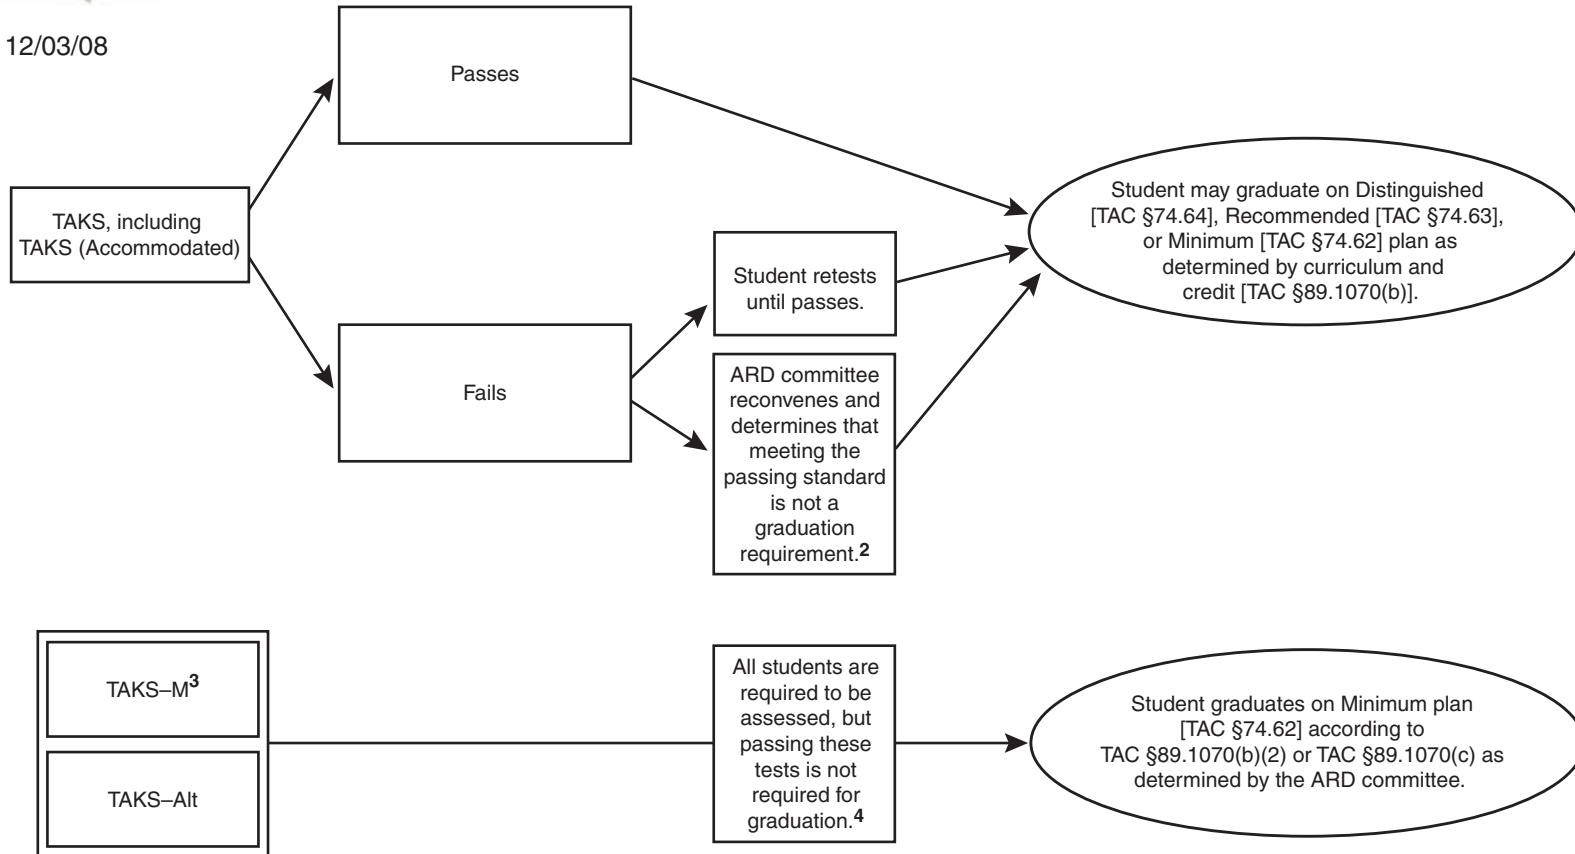 12/03/08
Passes
TAKS, including
TAKS (Accommodated)
Fails
Student retests
until passes.
ARD committee
reconvenes and
determines that
meeting the
passing standard
is not a
graduation
requirement.2
Student may graduate on Distinguished
[TAC §74.64], Recommended [TAC §74.63],
or Minimum [TAC §74.62] plan as
determined by curriculum and
credit [TAC §89.1070(b)].
TAKS–M3
TAKS–Alt
All students are
required to be
assessed, but
passing these
tests is not
required for
graduation.4
Student graduates on Minimum plan
[TAC §74.62] according to
TAC §89.1070(b)(2) or TAC §89.1070(c) as
determined by the ARD committee.